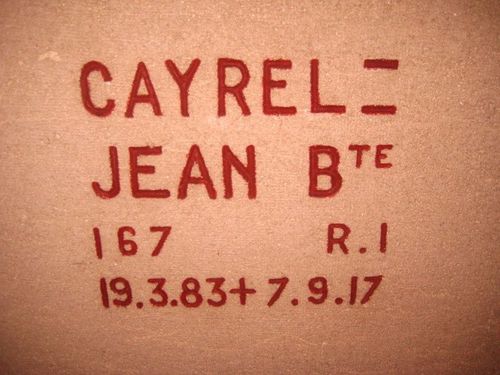 CAYREL =
JEAN BTE
167 R.I
19.3.83+7.9.17